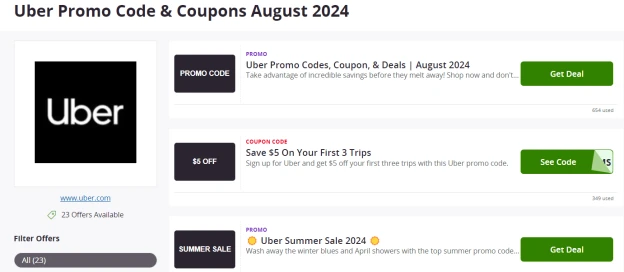 Uber Promo Code & Coupons August 2024
Uber
www.uber.com
23 Offers Available
Filter Offers
All (23)
PROMO CODE
PROMO
Uber Promo Codes, Coupon, & Deals | August 2024
Take advantage of incredible savings before they melt away! Shop now and don't...
Get Deal
654 used
$5 OFF
COUPON CODE
Save $5 On Your First 3 Trips
Sign up for Uber and get $5 off your first three trips with this Uber promo code.
See Code
349 used
SUMMER SALE
PROMO
Uber Summer Sale 2024
Wash away the winter blues and April showers with the top summer promo code...
Get Deal